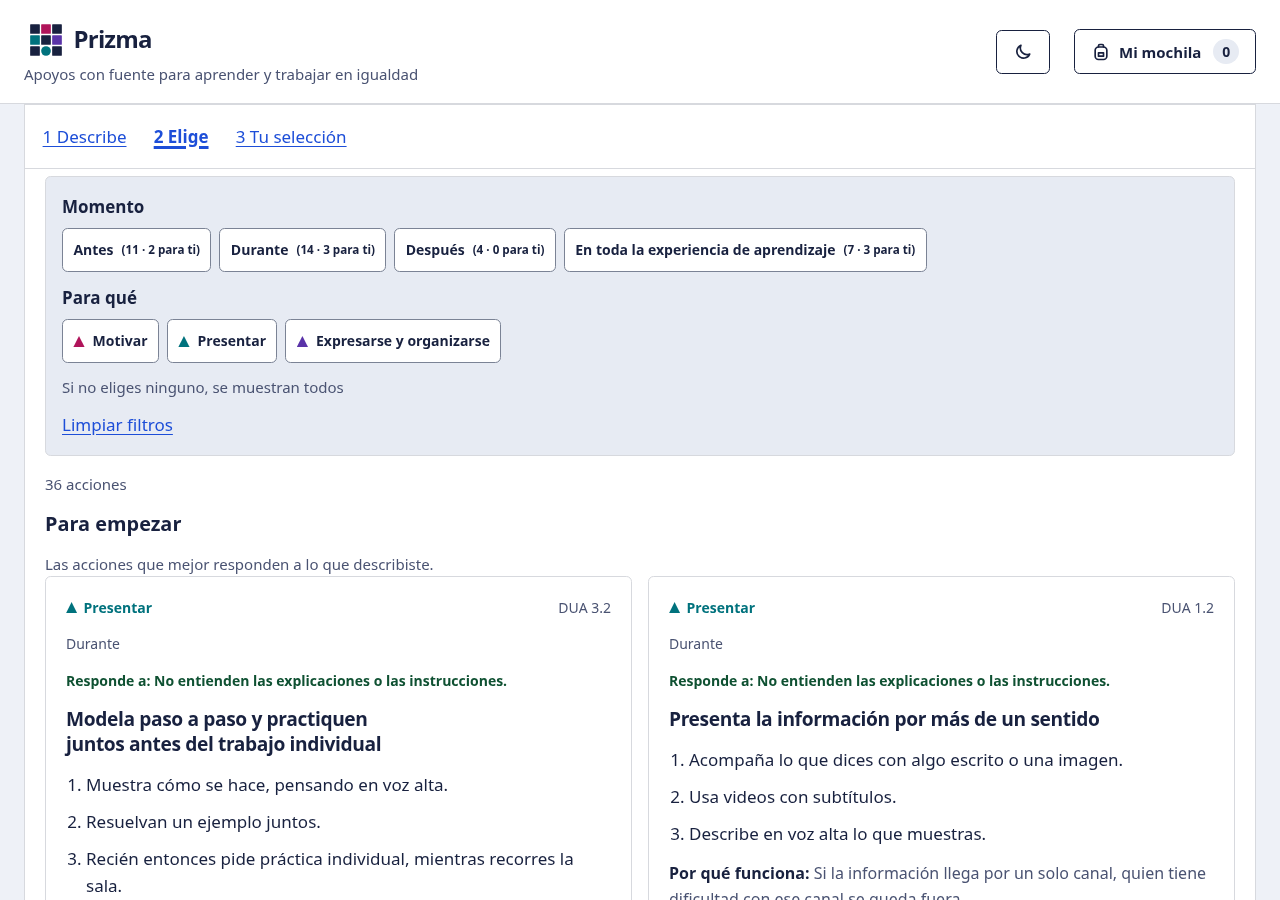 Prizma
Apoyos con fuente para aprender y trabajar en igualdad
Mi mochila 0
1 Describe 2 Elige 3 Tu selección
Momento
Antes (11 · 2 para ti) Durante (14 · 3 para ti) Después (4 · 0 para ti) En toda la experiencia de aprendizaje (7 · 3 para ti)
Para qué
Motivar Presentar Expresarse y organizarse
Si no eliges ninguno, se muestran todos
Limpiar filtros
36 acciones
Para empezar
Las acciones que mejor responden a lo que describiste.
Presentar DUA 3.2
Durante
Responde a: No entienden las explicaciones o las instrucciones.
Modela paso a paso y practiquen
juntos antes del trabajo individual
1. Muestra cómo se hace, pensando en voz alta.
2. Resuelvan un ejemplo juntos.
3. Recién entonces pide práctica individual, mientras recorres la
sala.
Presentar DUA 1.2
Durante
Responde a: No entienden las explicaciones o las instrucciones.
Presenta la información por más de un sentido
1. Acompaña lo que dices con algo escrito o una imagen.
2. Usa videos con subtítulos.
3. Describe en voz alta lo que muestras.
Por qué funciona: Si la información llega por un solo canal, quien tiene
dificultad con ese canal se queda fuera.